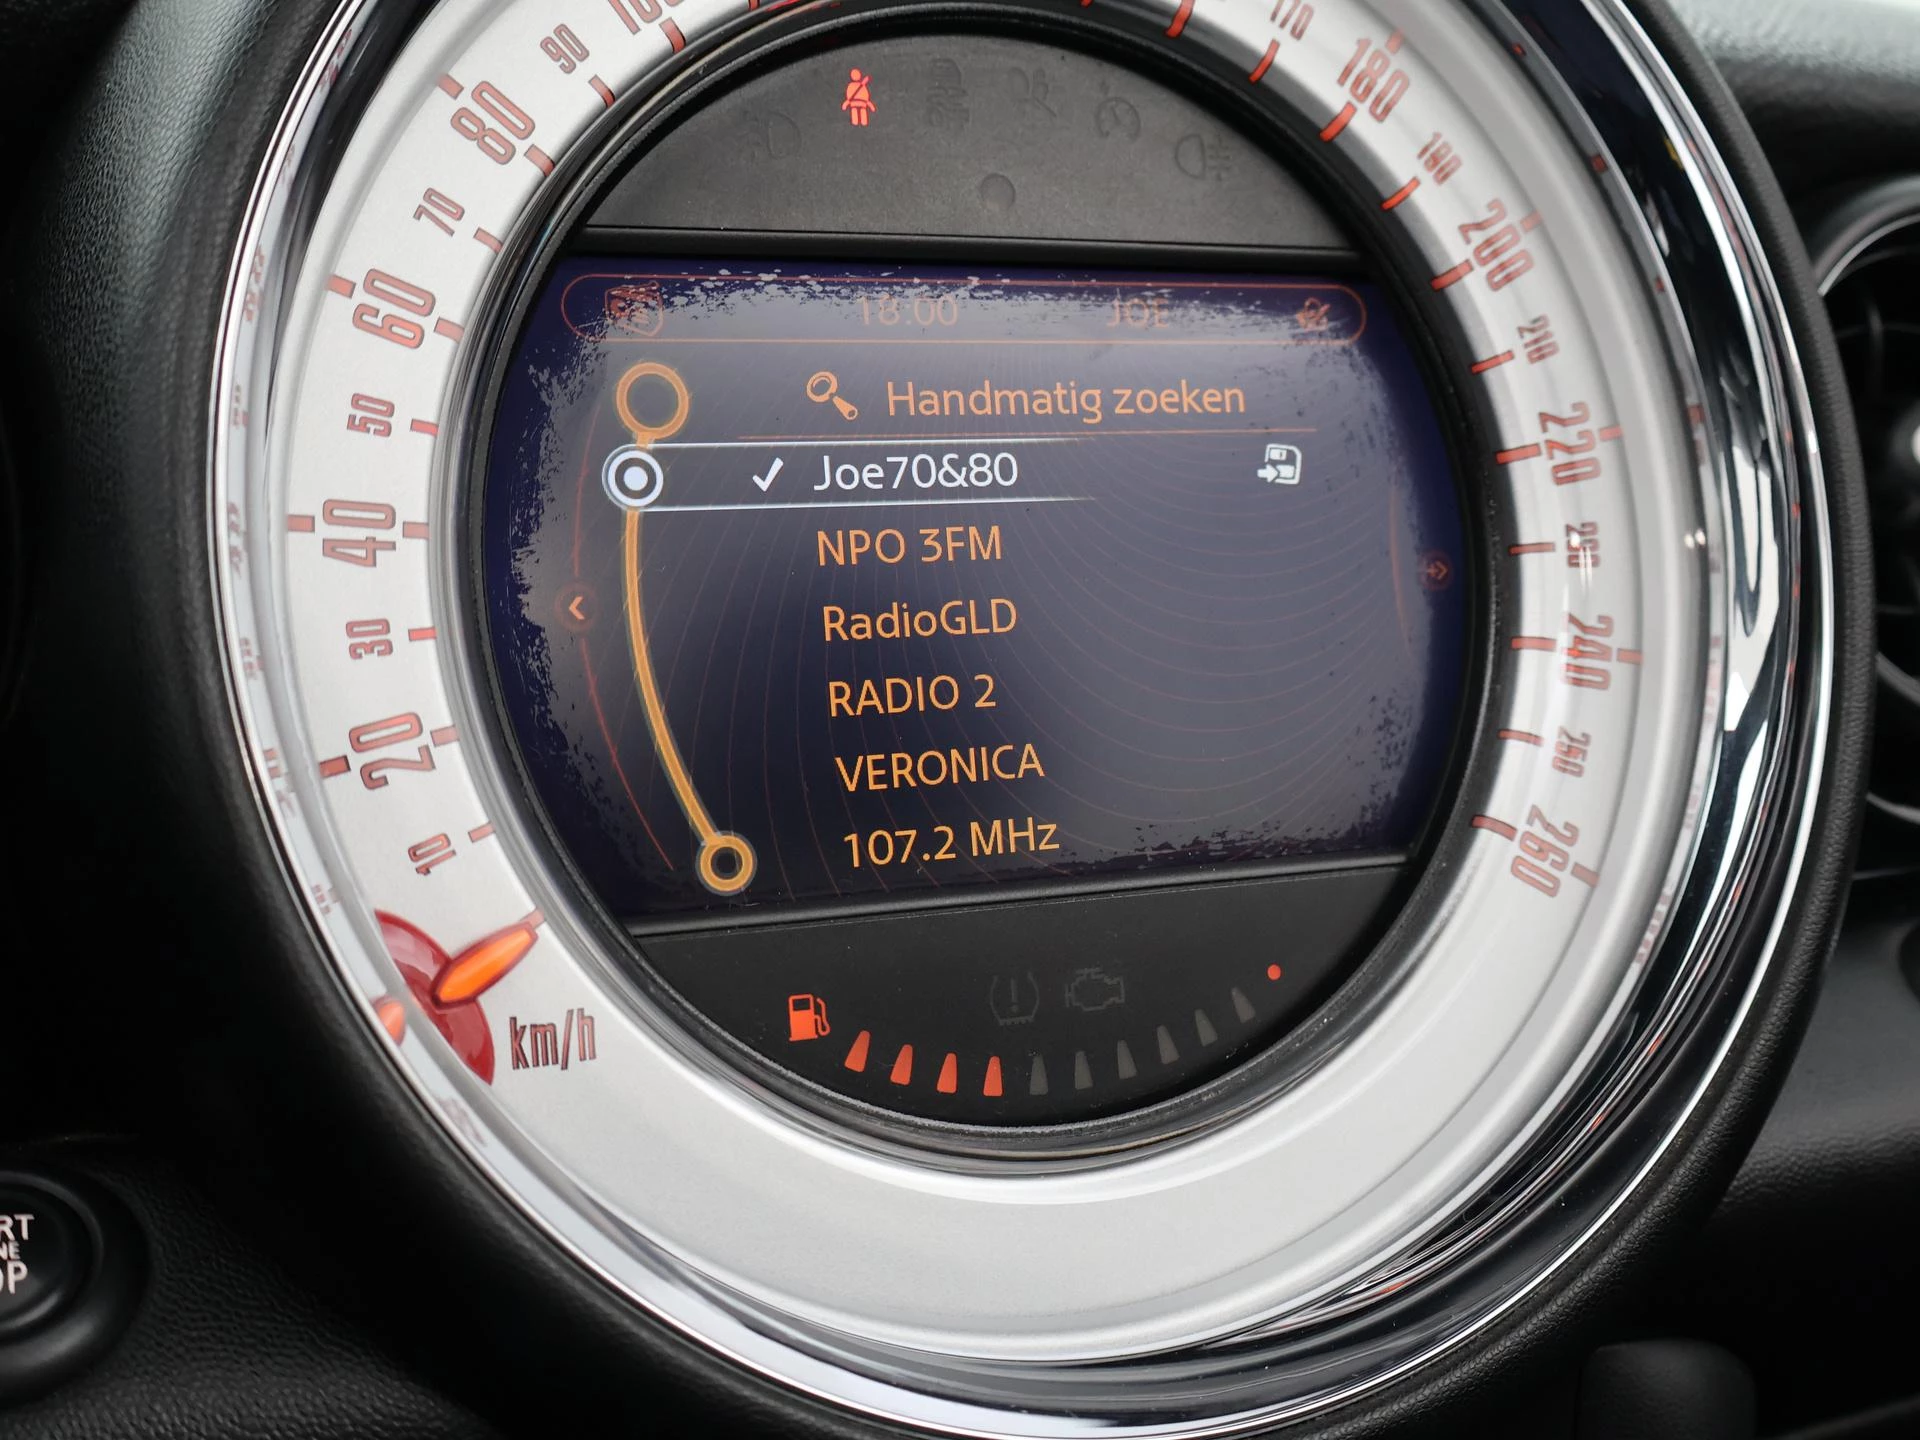 100
90
80
70
60
50
40
30
20
10
km/h
170
180
190
200
210
220
230
240
250
260
18:00 JOE
Handmatig zoeken
Joe70&80
NPO 3FM
RadioGLD
RADIO 2
VERONICA
107.2 MHz